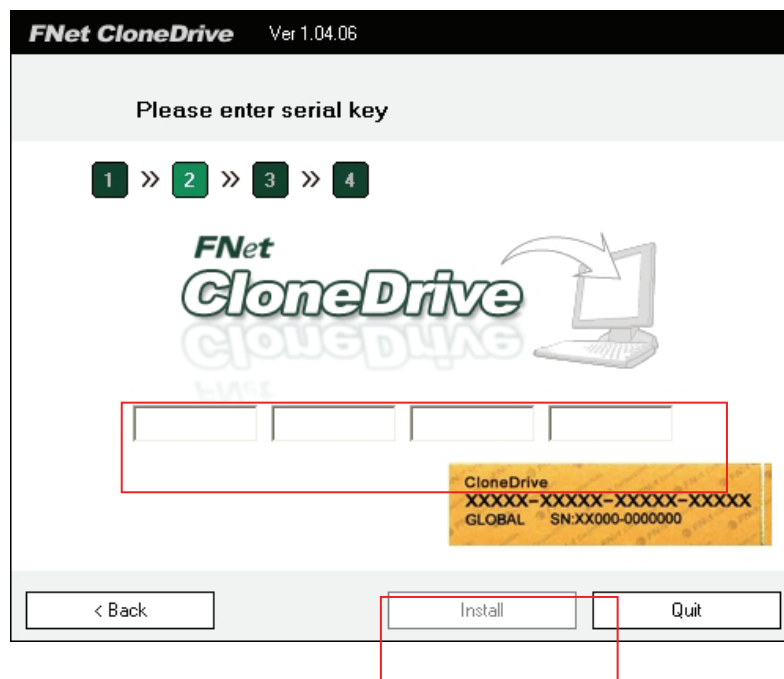 FNet CloneDrive Ver 1.04.06
Please enter serial key
1 » 2 » 3 » 4
FNet
CloneDrive
CloneDrive
XXXXX-XXXXX-XXXXX-XXXXX
GLOBAL SN:XX000-0000000
< Back Install Quit